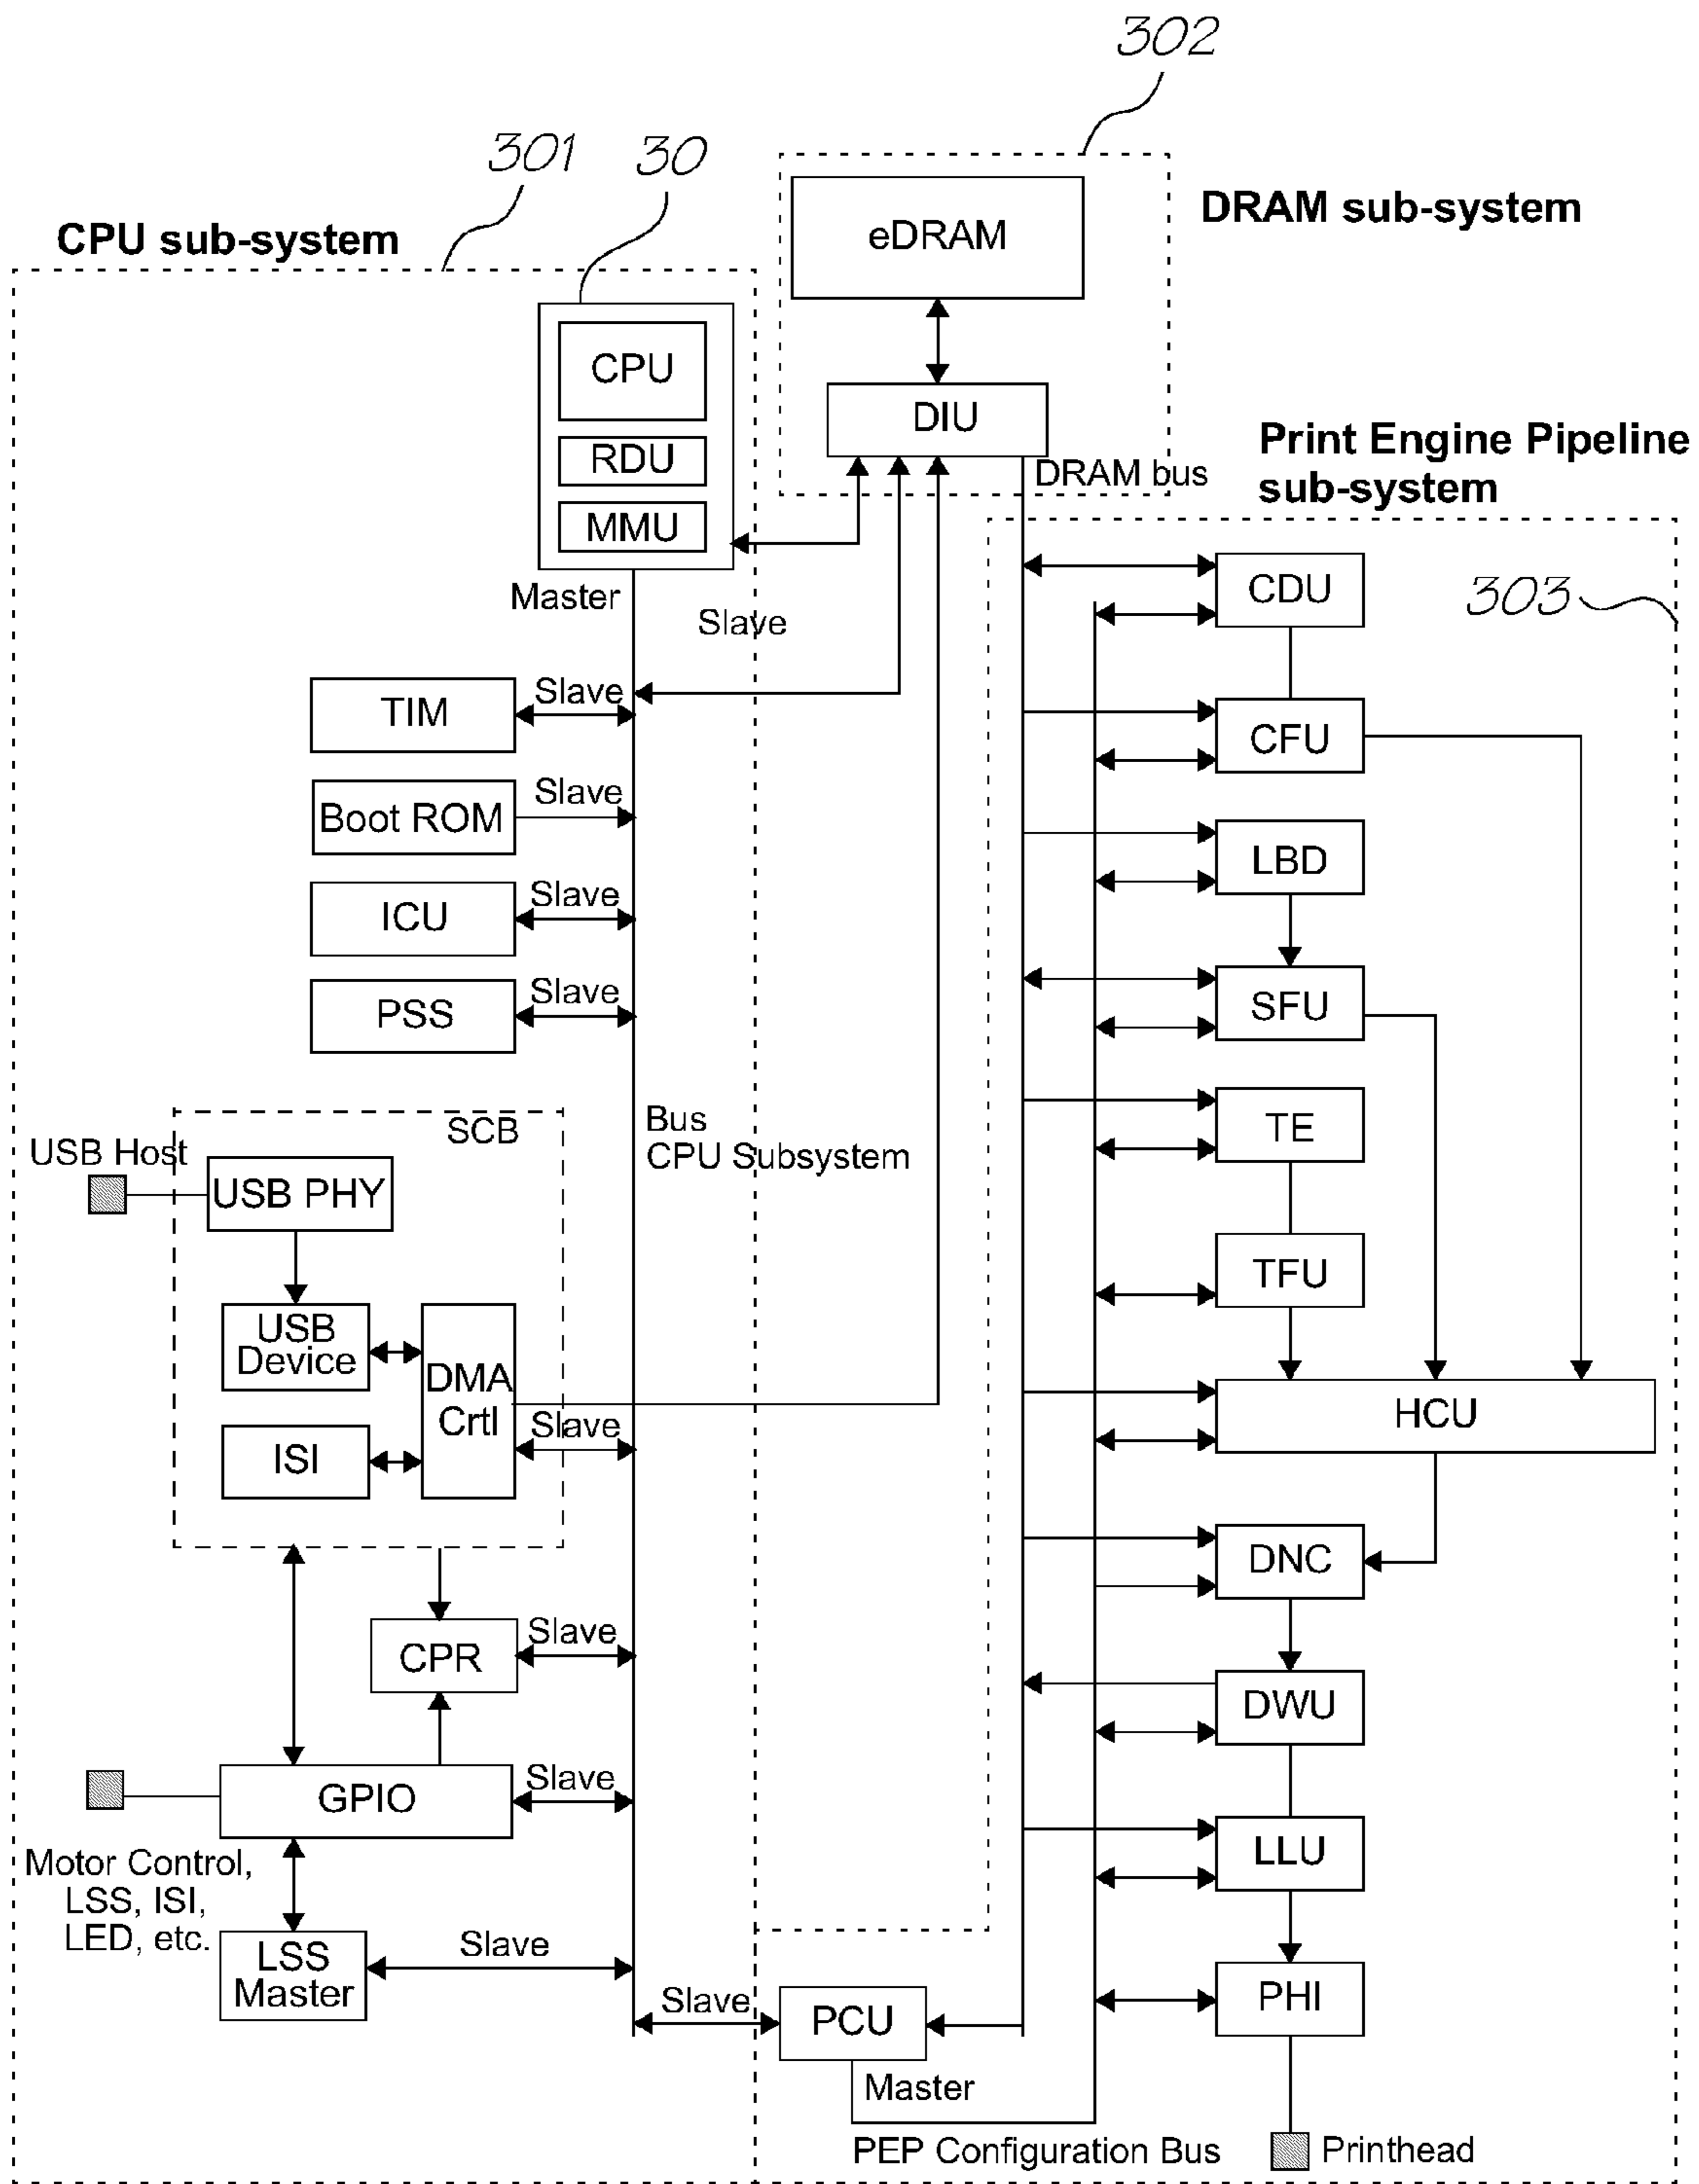 302
301
30
DRAM sub-system
CPU sub-system
eDRAM
CPU
DIU
RDU
DRAM bus
MMU
Print Engine Pipeline
sub-system
Master
Slave
303
CDU
TIM
Slave
CFU
Boot ROM
Slave
LBD
ICU
Slave
PSS
Slave
SFU
SCB
Bus
CPU Subsystem
TE
USB Host
USB PHY
TFU
USB
Device
DMA
Crtl
Slave
HCU
ISI
DNC
CPR
Slave
DWU
GPIO
Slave
Motor Control,
LSS, ISI,
LED, etc.
LLU
LSS
Master
Slave
Slave
PCU
PHI
Master
PEP Configuration Bus
Printhead